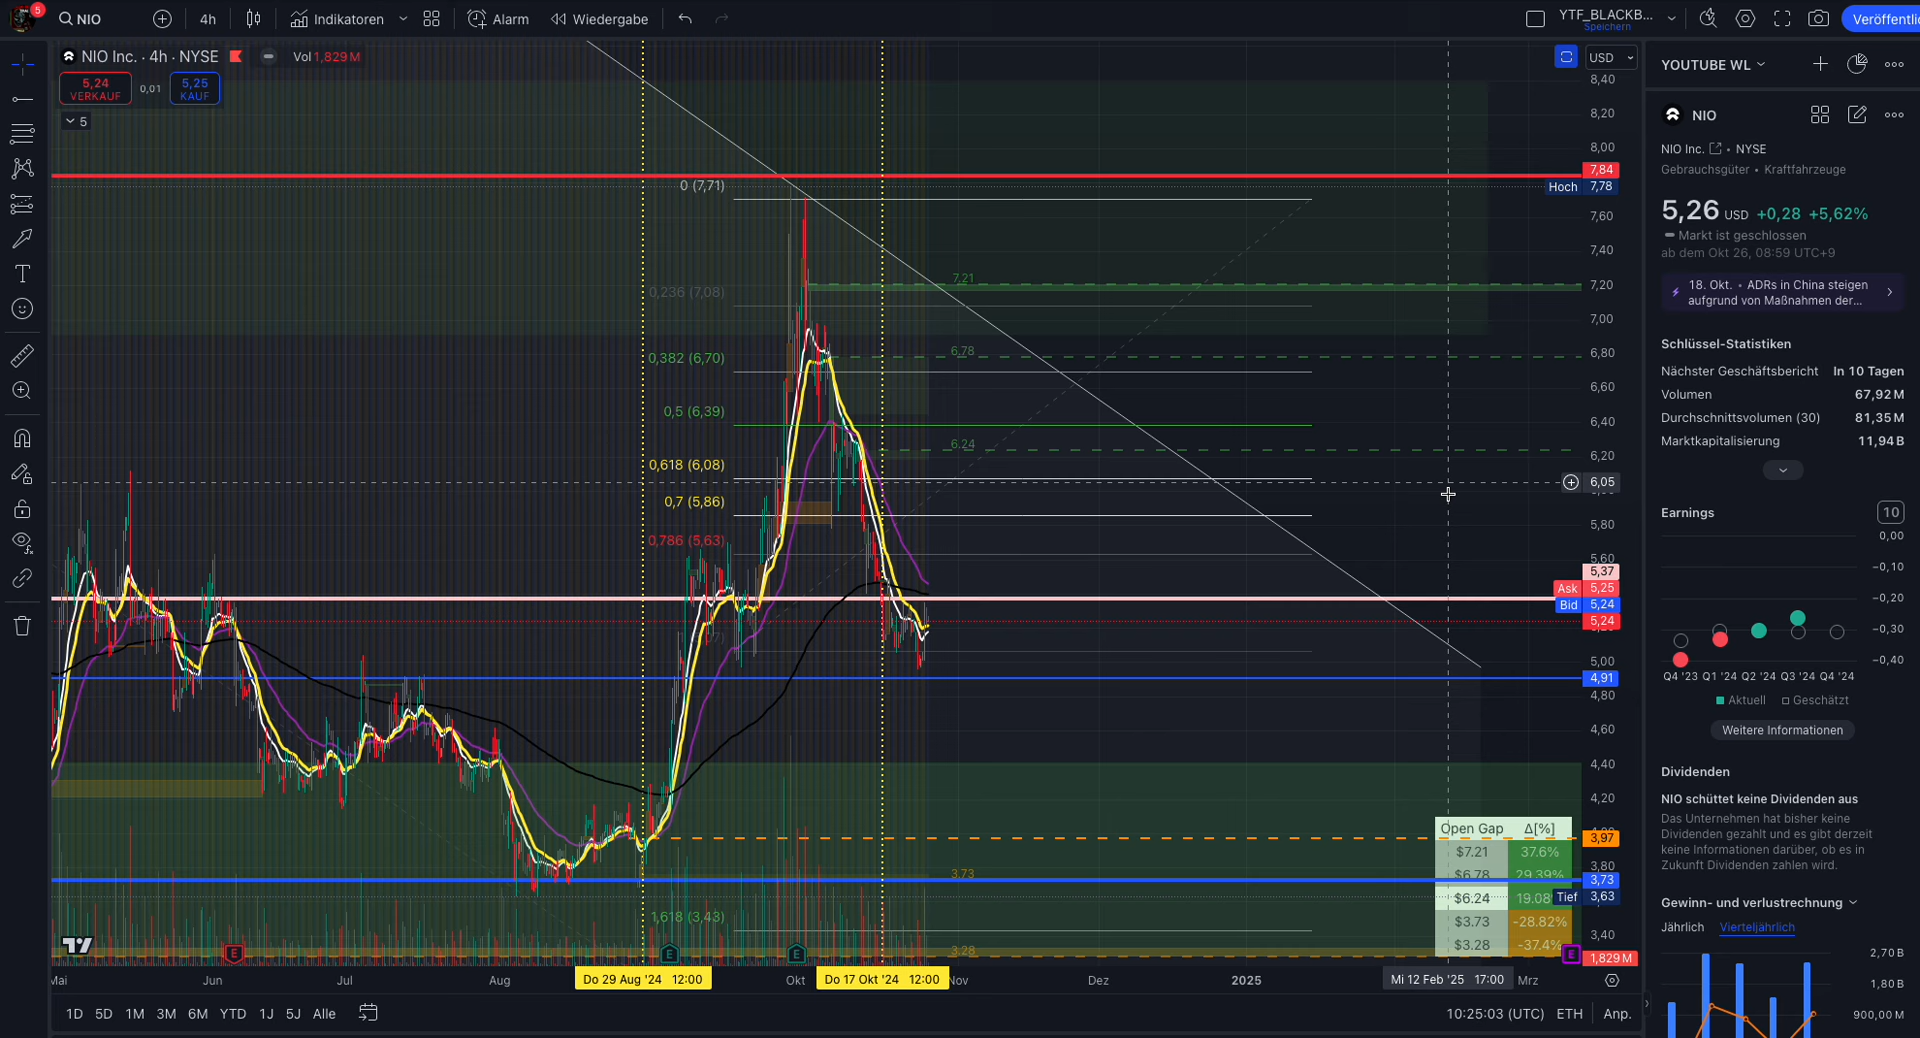 5
NIO
4h
Indikatoren
Alarm
Wiedergabe
YTF_BLACKB...
Speichern
Veröffentlic
NIO Inc. · 4h · NYSE
Vol 1,829 M
5,24
VERKAUF
0,01
5,25
KAUF
5
USD
8,40
8,20
8,00
7,84
Hoch 7,78
7,60
7,40
7,20
7,00
6,80
6,60
6,40
6,20
6,05
5,80
5,60
5,37
Ask 5,25
Bid 5,24
5,24
5,00
4,91
4,80
4,60
4,40
4,20
3,97
3,80
3,73
Tief 3,63
3,40
1,829 M
0 (7,71)
0,236 (7,08)
0,382 (6,70)
0,5 (6,39)
0,618 (6,08)
0,7 (5,86)
0,786 (5,63)
1,618 (3,43)
7.21
6.78
6.24
3.73
3.28
Open Gap Δ[%]
$7.21 37.6%
$6.78 29.39%
$6.24 19.08
$3.73 -28.82%
$3.28 -37.4%
E
E
E
E
Mai
Jun
Jul
Aug
Do 29 Aug '24 12:00
Okt
Do 17 Okt '24 12:00
Nov
Dez
2025
Mi 12 Feb '25 17:00
Mrz
1D 5D 1M 3M 6M YTD 1J 5J Alle
10:25:03 (UTC) ETH Anp.
YOUTUBE WL
NIO
NIO Inc. • NYSE
Gebrauchsgüter • Kraftfahrzeuge
5,26 USD +0,28 +5,62%
Markt ist geschlossen
ab dem Okt 26, 08:59 UTC+9
18. Okt. • ADRs in China steigen
aufgrund von Maßnahmen der...
Schlüssel-Statistiken
Nächster Geschäftsbericht In 10 Tagen
Volumen 67,92 M
Durchschnittsvolumen (30) 81,35 M
Marktkapitalisierung 11,94 B
Earnings 10
0,00
−0,10
−0,20
−0,30
−0,40
Q4 '23 Q1 '24 Q2 '24 Q3 '24 Q4 '24
Aktuell Geschätzt
Weitere Informationen
Dividenden
NIO schüttet keine Dividenden aus
Das Unternehmen hat bisher keine
Dividenden gezahlt und es gibt derzeit
keine Informationen darüber, ob es in
Zukunft Dividenden zahlen wird.
Gewinn- und verlustrechnung
Jährlich Vierteljährlich
2,70 B
1,80 B
900,00 M